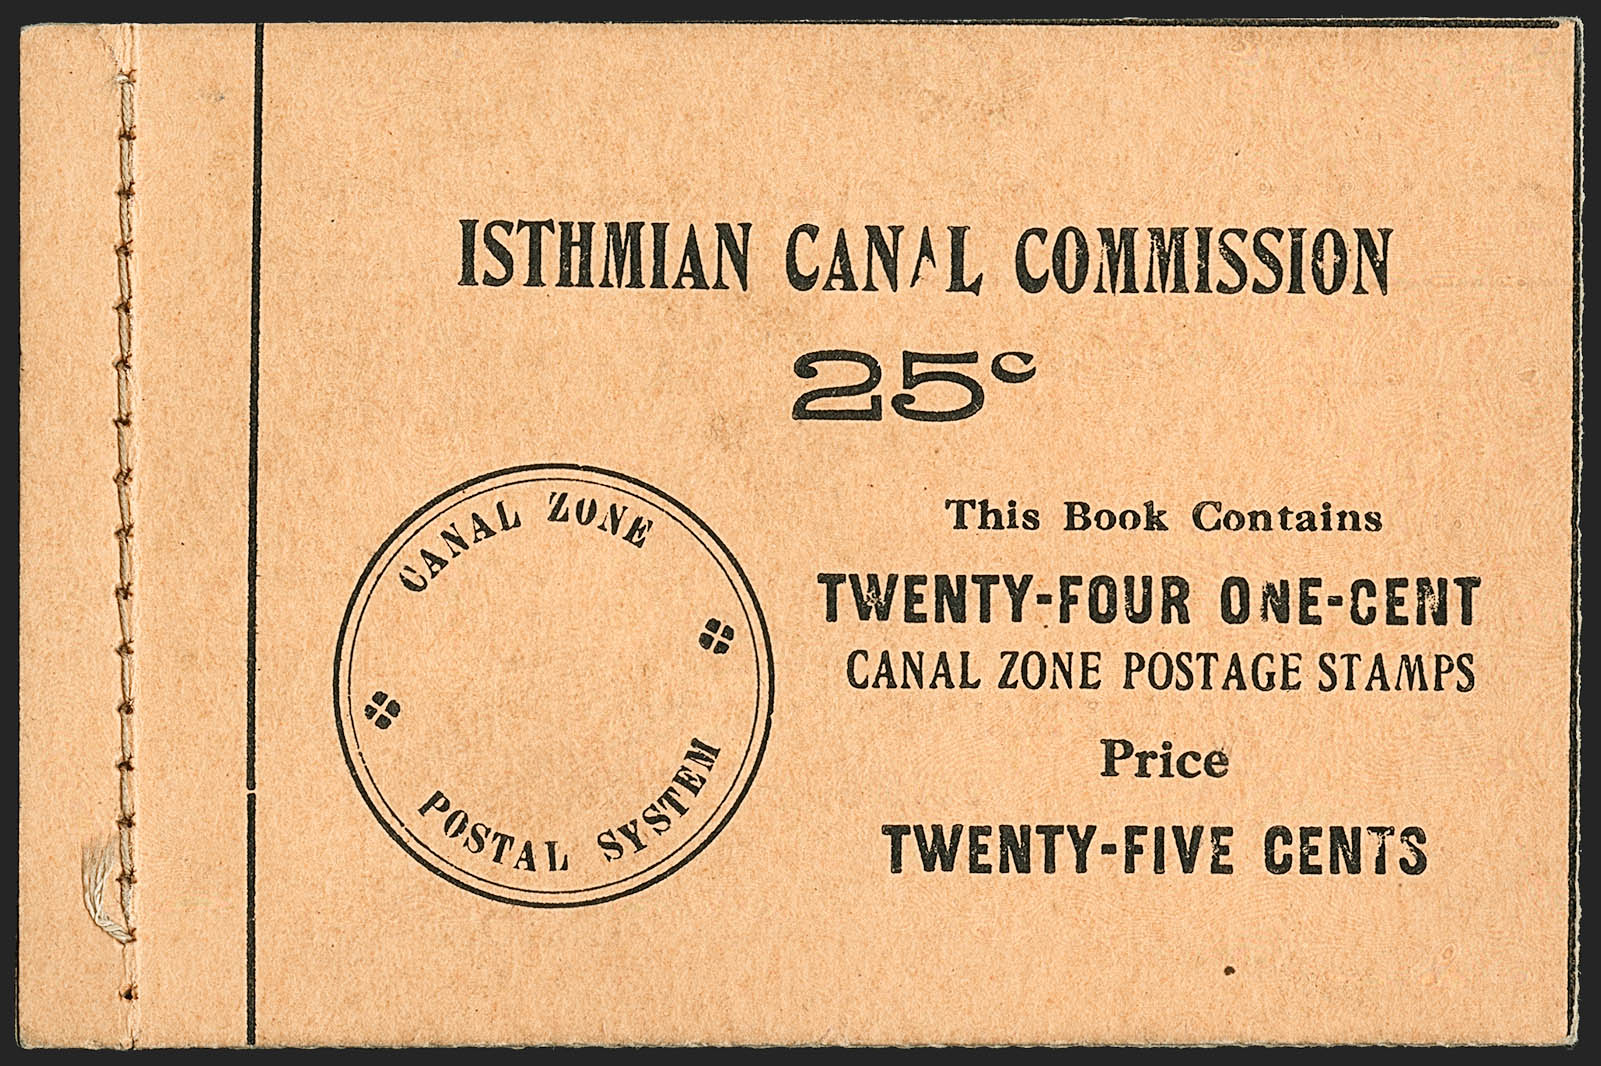 ISTHMIAN CANAL COMMISSION
25c
CANAL ZONE
POSTAL SYSTEM
This Book Contains
TWENTY-FOUR ONE-CENT
CANAL ZONE POSTAGE STAMPS
Price
TWENTY-FIVE CENTS